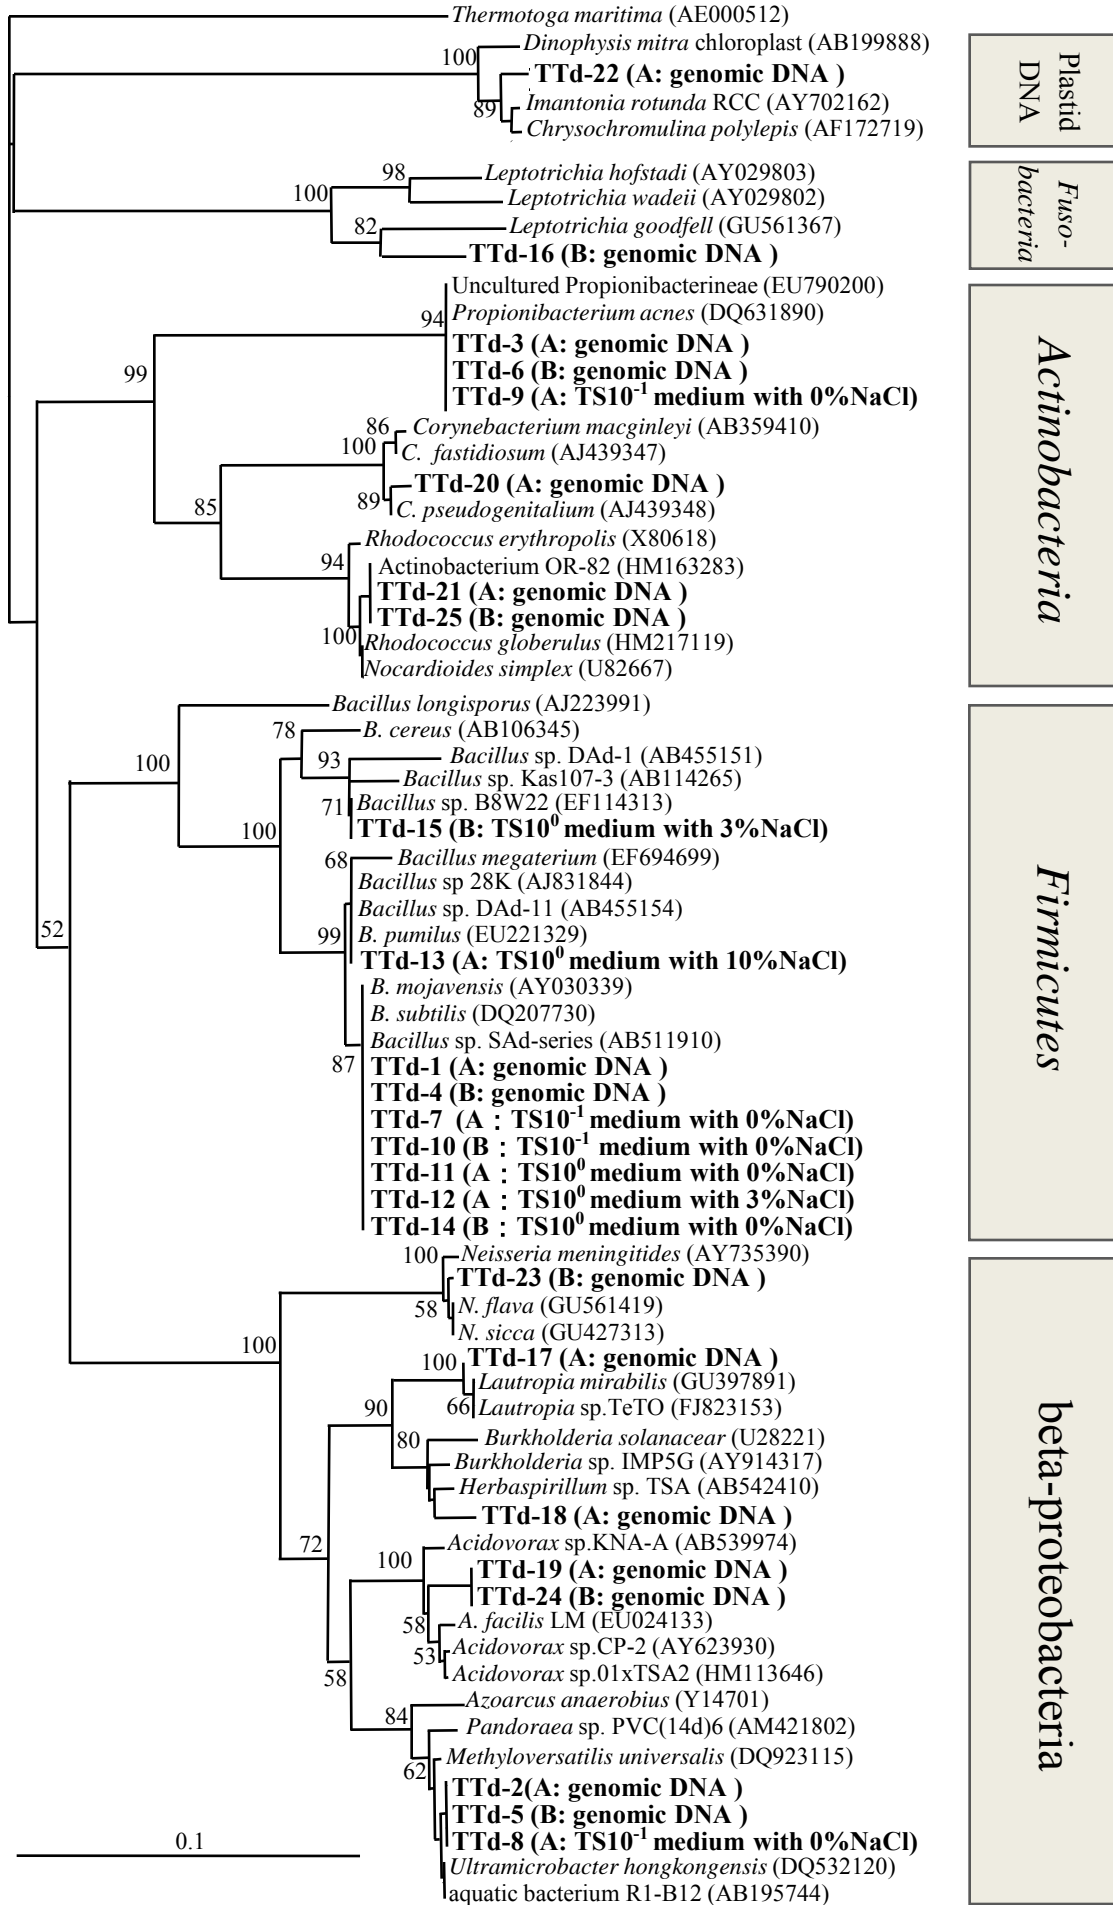 Thermotoga maritima (AE000512)
Dinophysis mitra chloroplast (AB199888)
100
TTd-22 (A: genomic DNA )
Imantonia rotunda RCC (AY702162)
89
Chrysochromulina polylepis (AF172719)
Plastid
DNA
98
Leptotrichia hofstadi (AY029803)
100
Leptotrichia wadeii (AY029802)
82
Leptotrichia goodfell (GU561367)
TTd-16 (B: genomic DNA )
Fuso-
bacteria
Uncultured Propionibacterineae (EU790200)
Propionibacterium acnes (DQ631890)
94
TTd-3 (A: genomic DNA )
TTd-6 (B: genomic DNA )
99
TTd-9 (A: TS10-1 medium with 0%NaCl)
86
Corynebacterium macginleyi (AB359410)
100
C. fastidiosum (AJ439347)
TTd-20 (A: genomic DNA )
89
C. pseudogenitalium (AJ439348)
85
Rhodococcus erythropolis (X80618)
94
Actinobacterium OR-82 (HM163283)
TTd-21 (A: genomic DNA )
TTd-25 (B: genomic DNA )
100
Rhodococcus globerulus (HM217119)
Nocardioides simplex (U82667)
Actinobacteria
Bacillus longisporus (AJ223991)
78
B. cereus (AB106345)
100
93
Bacillus sp. DAd-1 (AB455151)
Bacillus sp. Kas107-3 (AB114265)
71
Bacillus sp. B8W22 (EF114313)
100
TTd-15 (B: TS100 medium with 3%NaCl)
68
Bacillus megaterium (EF694699)
Bacillus sp 28K (AJ831844)
Bacillus sp. DAd-11 (AB455154)
52
99
B. pumilus (EU221329)
TTd-13 (A: TS100 medium with 10%NaCl)
B. mojavensis (AY030339)
B. subtilis (DQ207730)
Bacillus sp. SAd-series (AB511910)
87
TTd-1 (A: genomic DNA )
TTd-4 (B: genomic DNA )
TTd-7 (A : TS10-1 medium with 0%NaCl)
TTd-10 (B : TS10-1 medium with 0%NaCl)
TTd-11 (A : TS100 medium with 0%NaCl)
TTd-12 (A : TS100 medium with 3%NaCl)
TTd-14 (B : TS100 medium with 0%NaCl)
Firmicutes
100
Neisseria meningitides (AY735390)
TTd-23 (B: genomic DNA )
58
N. flava (GU561419)
N. sicca (GU427313)
100
100
TTd-17 (A: genomic DNA )
Lautropia mirabilis (GU397891)
90
66
Lautropia sp.TeTO (FJ823153)
80
Burkholderia solanacear (U28221)
Burkholderia sp. IMP5G (AY914317)
Herbaspirillum sp. TSA (AB542410)
TTd-18 (A: genomic DNA )
72
Acidovorax sp.KNA-A (AB539974)
100
TTd-19 (A: genomic DNA )
TTd-24 (B: genomic DNA )
58
A. facilis LM (EU024133)
53
Acidovorax sp.CP-2 (AY623930)
58
Acidovorax sp.01xTSA2 (HM113646)
Azoarcus anaerobius (Y14701)
84
Pandoraea sp. PVC(14d)6 (AM421802)
62
Methyloversatilis universalis (DQ923115)
TTd-2(A: genomic DNA )
TTd-5 (B: genomic DNA )
TTd-8 (A: TS10-1 medium with 0%NaCl)
Ultramicrobacter hongkongensis (DQ532120)
aquatic bacterium R1-B12 (AB195744)
beta-proteobacteria
0.1